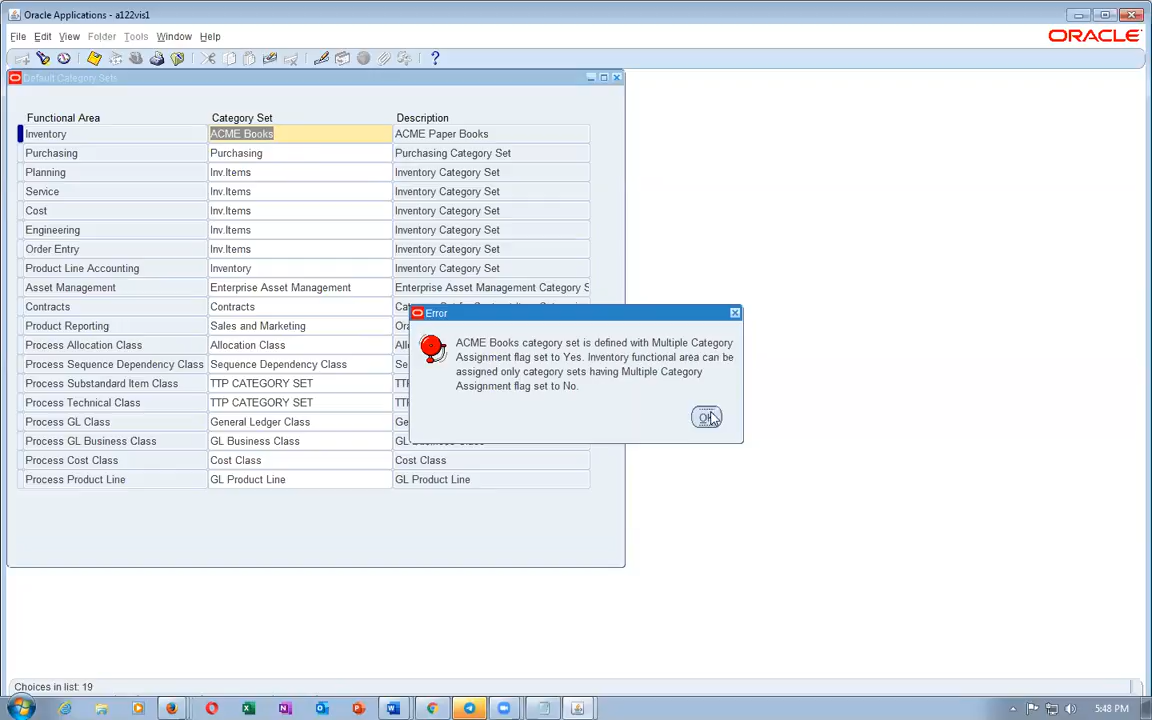 Oracle Applications - a122vis1
File Edit View Folder Tools Window Help
ORACLE
Default Category Sets
Functional Area Category Set Description
Inventory ACME Books ACME Paper Books
Purchasing Purchasing Purchasing Category Set
Planning Inv.Items Inventory Category Set
Service Inv.Items Inventory Category Set
Cost Inv.Items Inventory Category Set
Engineering Inv.Items Inventory Category Set
Order Entry Inv.Items Inventory Category Set
Product Line Accounting Inventory Inventory Category Set
Asset Management Enterprise Asset Management Enterprise Asset Management Category S
Contracts Contracts
Product Reporting Sales and Marketing
Process Allocation Class Allocation Class
Process Sequence Dependency Class Sequence Dependency Class
Process Substandard Item Class TTP CATEGORY SET
Process Technical Class TTP CATEGORY SET
Process GL Class General Ledger Class
Process GL Business Class GL Business Class
Process Cost Class Cost Class Cost Class
Process Product Line GL Product Line GL Product Line
Error
ACME Books category set is defined with Multiple Category
Assignment flag set to Yes. Inventory functional area can be
assigned only category sets having Multiple Category
Assignment flag set to No.
OK
Choices in list: 19
5:48 PM